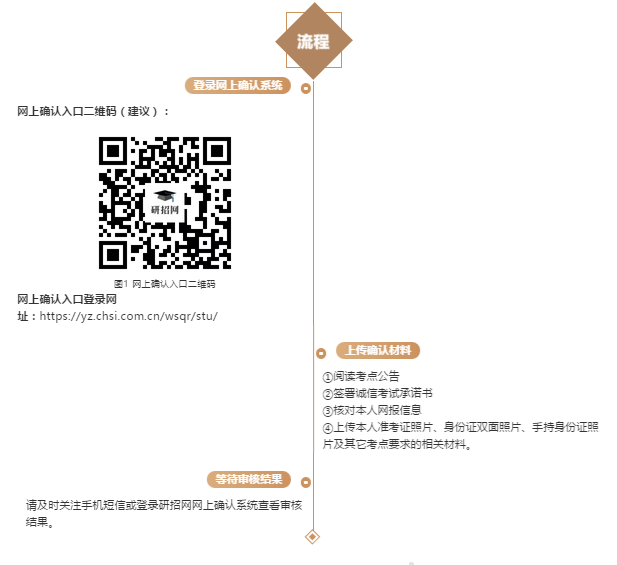 流程
登录网上确认系统
网上确认入口二维码（建议）：
研招网
图1 网上确认入口二维码
网上确认入口登录网
址：https://yz.chsi.com.cn/wsqr/stu/
上传确认材料
①阅读考点公告
②签署诚信考试承诺书
③核对本人网报信息
④上传本人准考证照片、身份证双面照片、手持身份证照
片及其它考点要求的相关材料。
等待审核结果
请及时关注手机短信或登录研招网网上确认系统查看审核
结果。